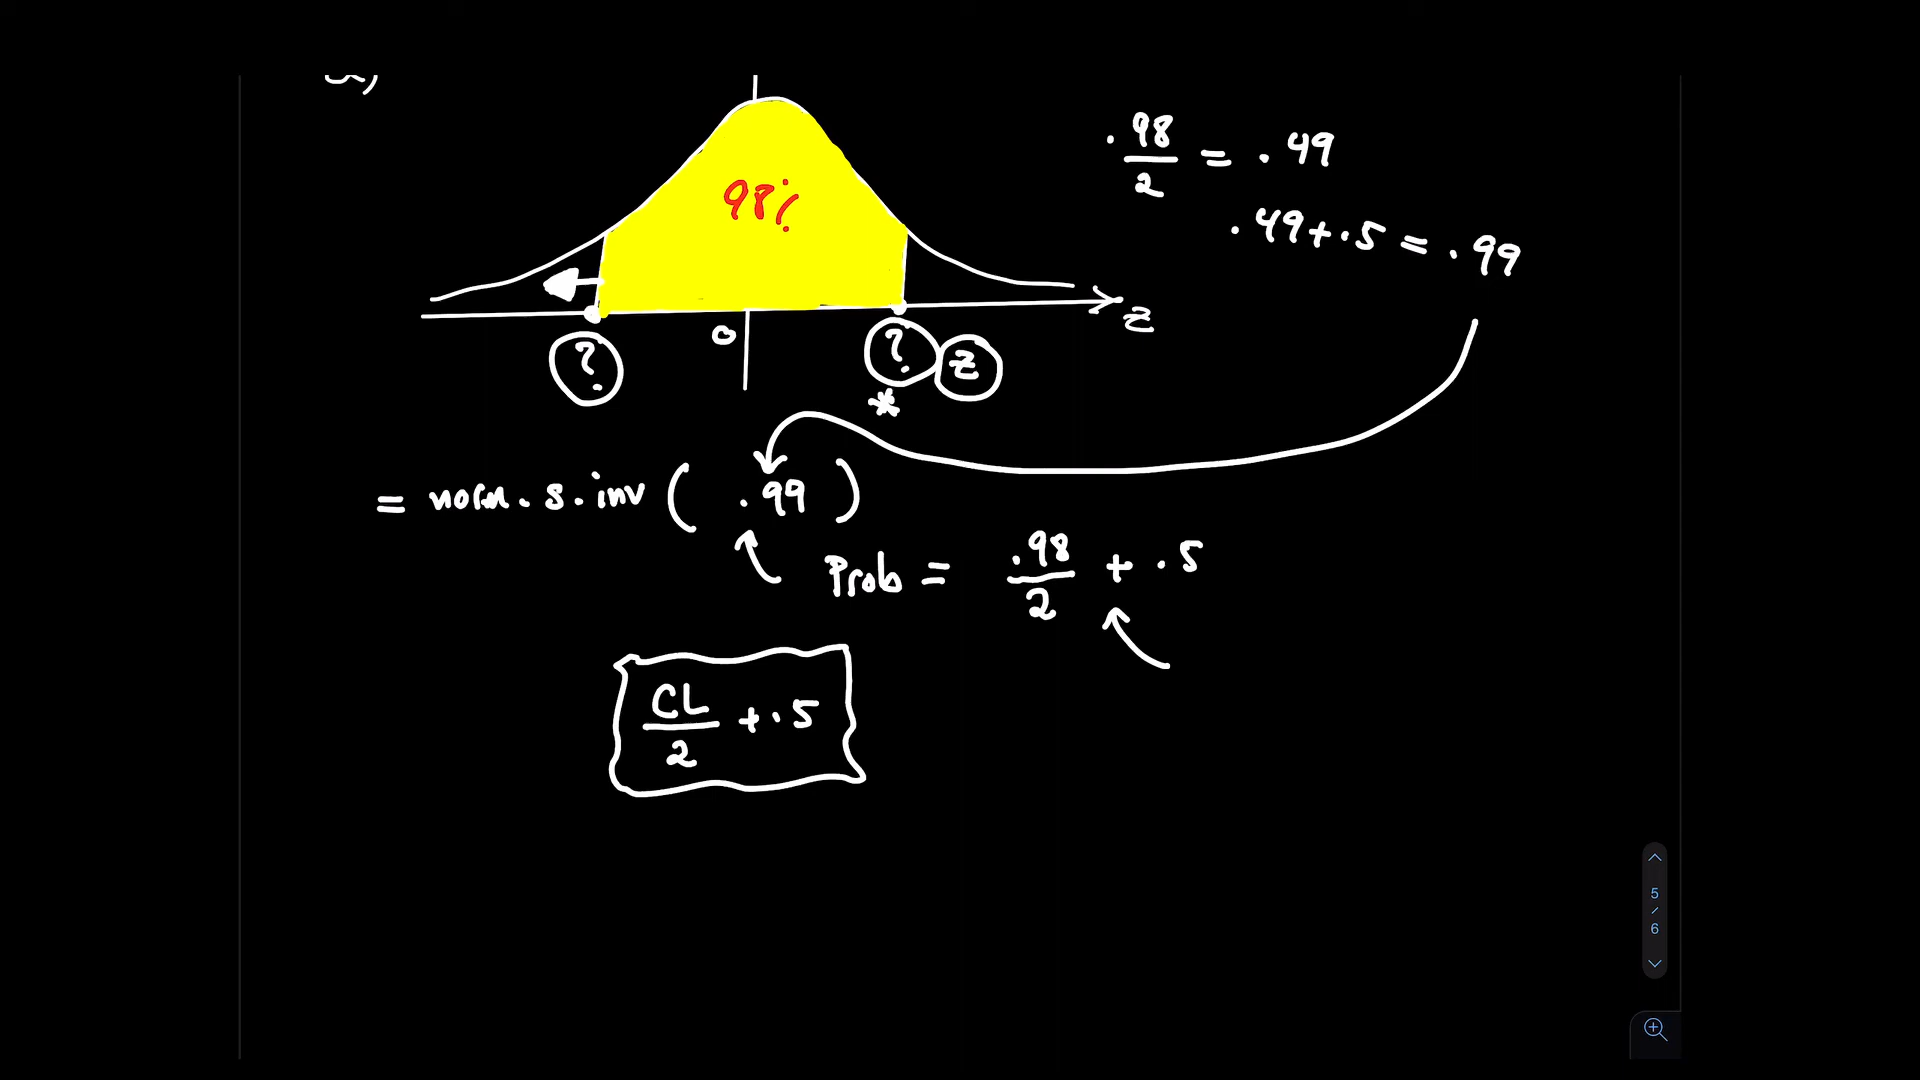 98%
.98/2 = .49
.49+.5 = .99
0
z
?
?
z
*
= norm.s.inv( .99 )
Prob = .98/2 + .5
CL/2 + .5
5
/
6